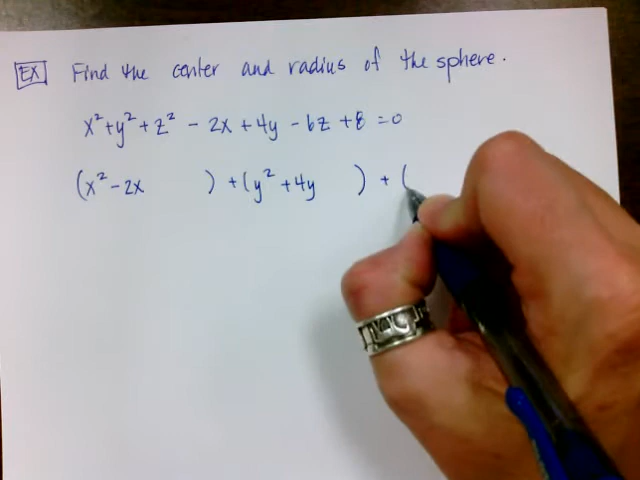 EX Find the center and radius of the sphere.
x² + y² + z² - 2x + 4y - 6z + 8 = 0
(x² - 2x ) + (y² + 4y ) + (